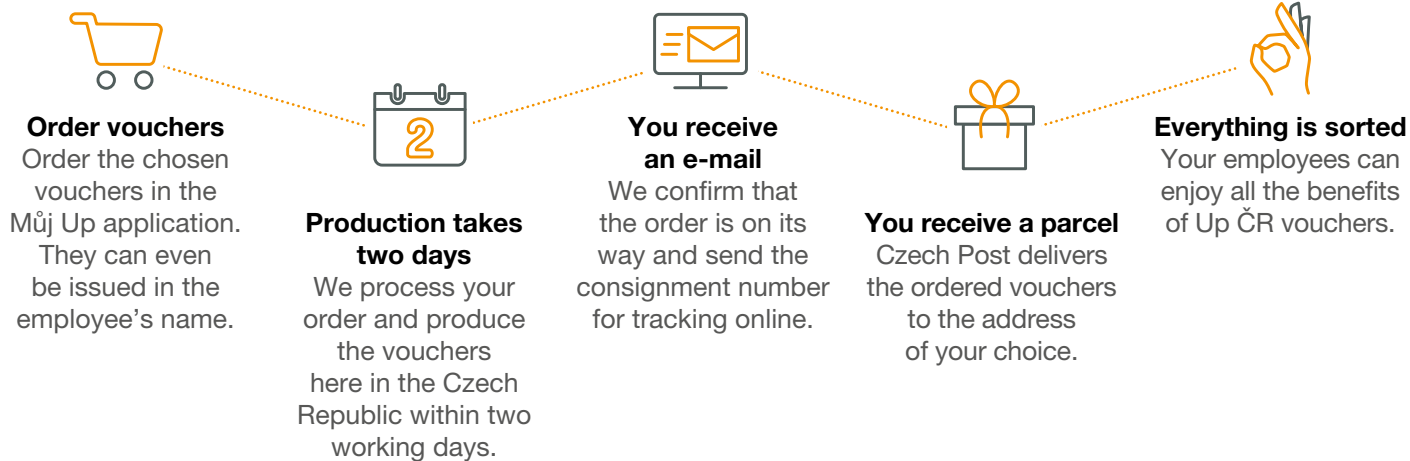 Order vouchers
Order the chosen
vouchers in the
Můj Up application.
They can even
be issued in the
employee’s name.
2
Production takes
two days
We process your
order and produce
the vouchers
here in the Czech
Republic within two
working days.
You receive
an e-mail
We confirm that
the order is on its
way and send the
consignment number
for tracking online.
You receive a parcel
Czech Post delivers
the ordered vouchers
to the address
of your choice.
Everything is sorted
Your employees can
enjoy all the benefits
of Up ČR vouchers.